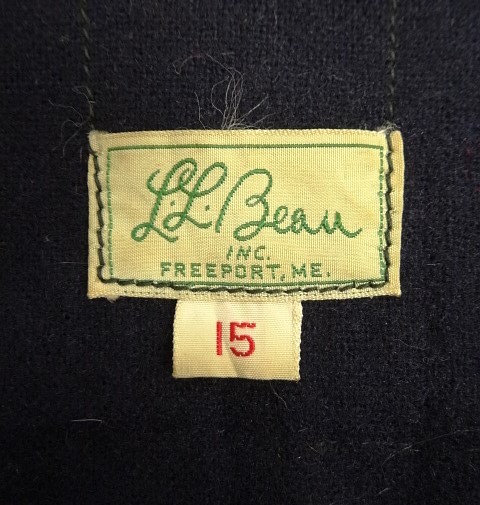 L.L. Bean
INC.
FREEPORT, ME.
15